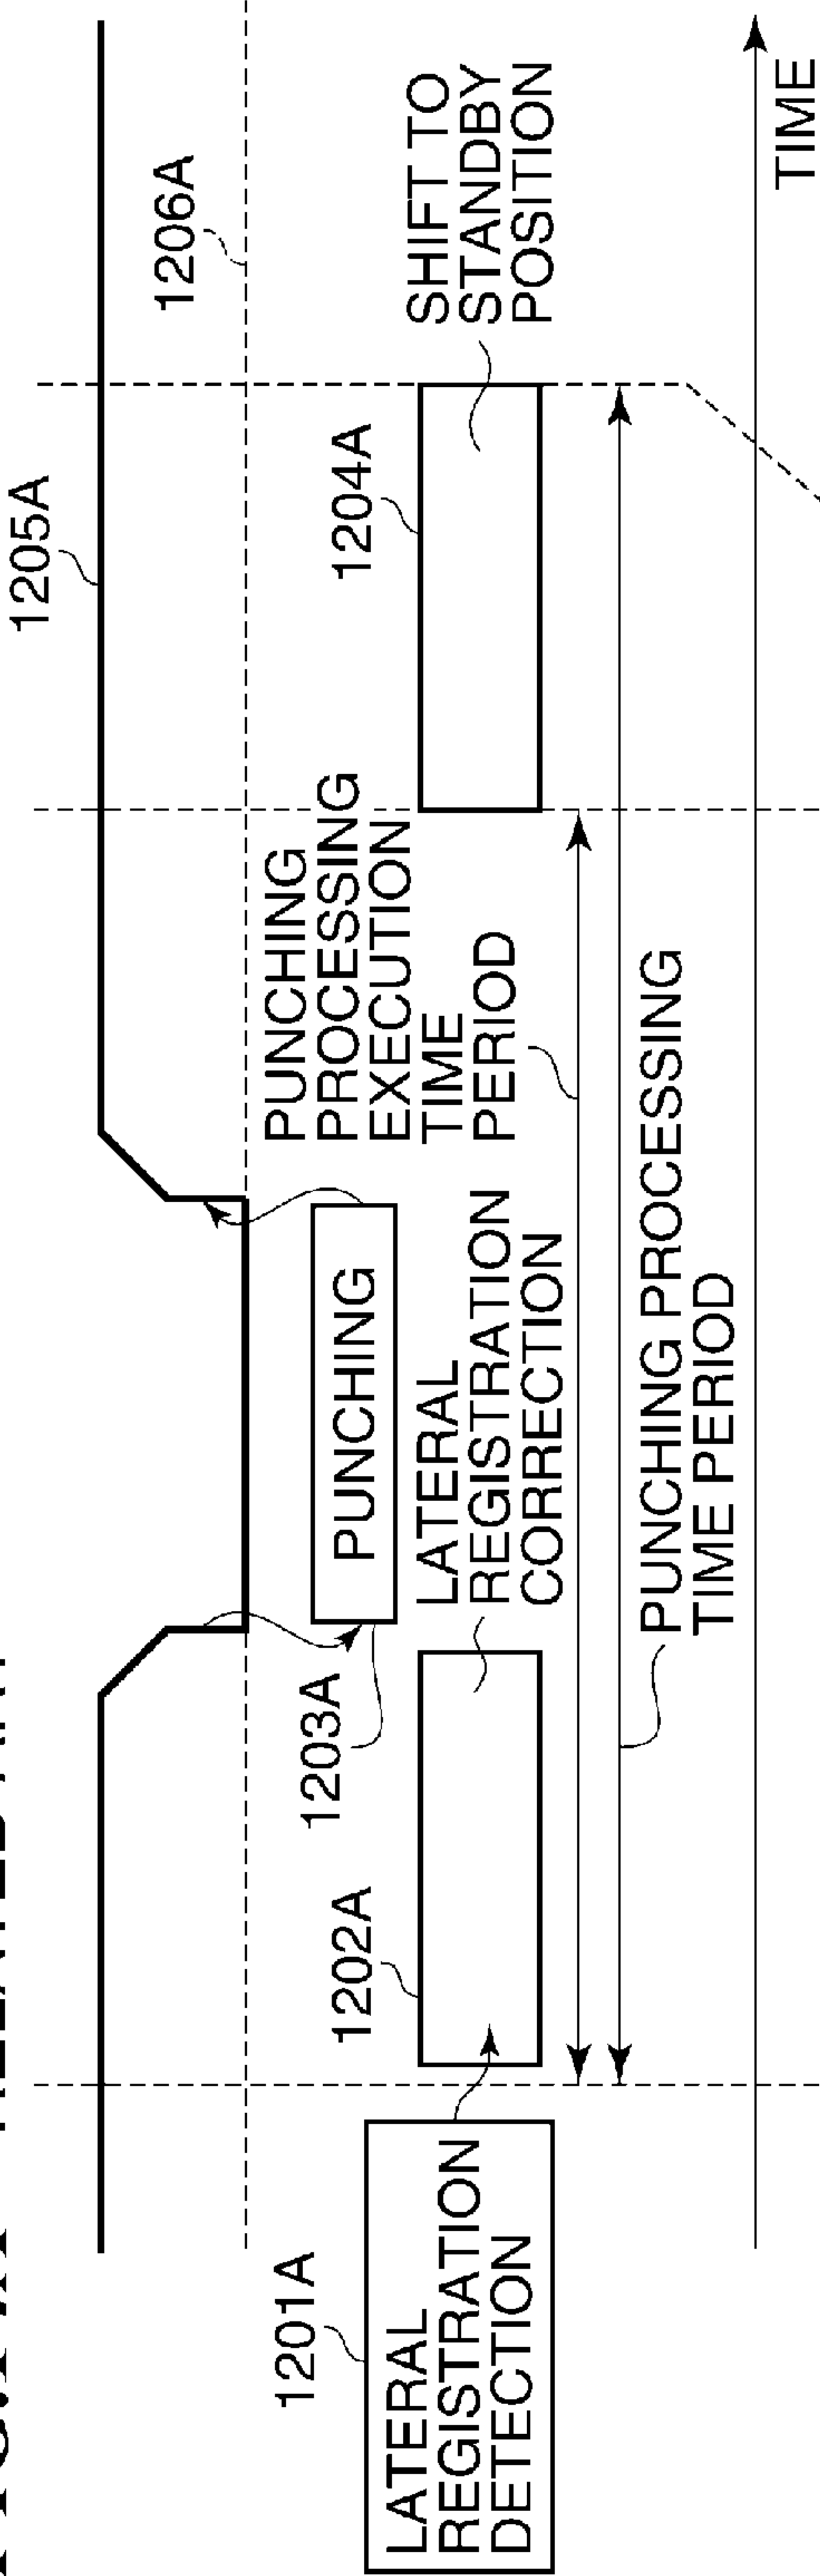 1205A
1206A
PUNCHING
PROCESSING
EXECUTION
TIME
PERIOD
1203A
PUNCHING
1201A
LATERAL
REGISTRATION
DETECTION
1202A
LATERAL
REGISTRATION
CORRECTION
1204A
SHIFT TO
STANDBY
POSITION
PUNCHING PROCESSING
TIME PERIOD
TIME